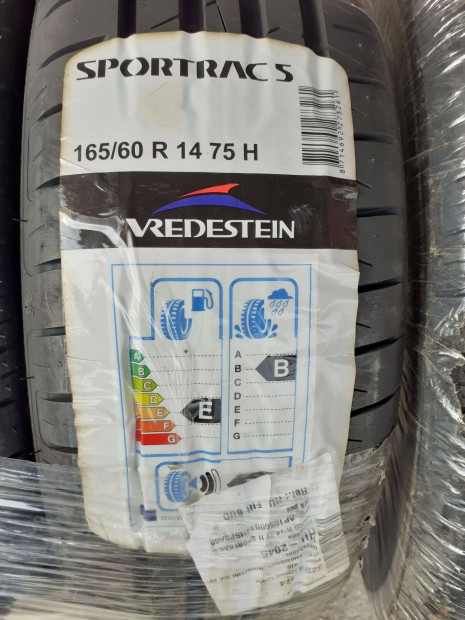 SPORTRAC 5
165/60 R 14 75 H
VREDESTEIN
A
B
C
D
E
F
G
E
A
B
C
D
E
F
G
B